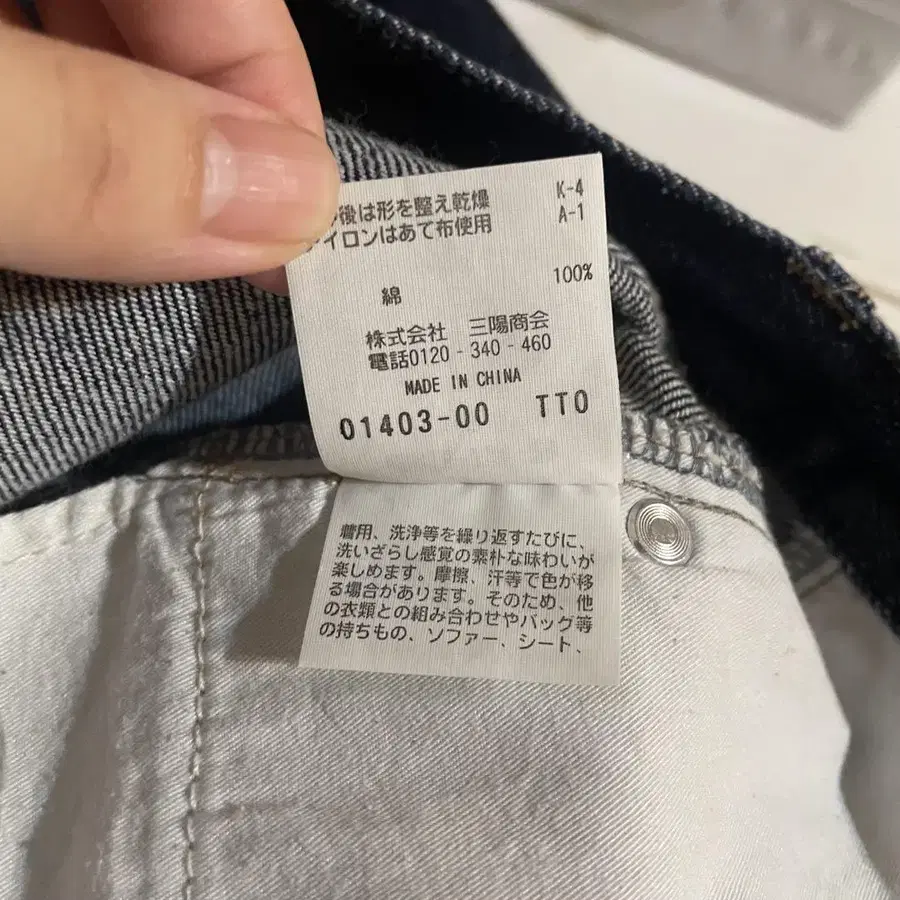 後は形を整え乾燥 K-4
イロンはあて布使用 A-1
綿 100%
株式会社 三陽商会
電話0120-340-460
MADE IN CHINA
01403-00 TTO
着用、洗浄等を繰り返すたびに、
洗いざらし感覚の素朴な味わいが
楽しめます。摩擦、汗等で色が移
る場合があります。そのため、他
の衣類との組み合わせやバッグ等
の持ちもの、ソファー、シート、